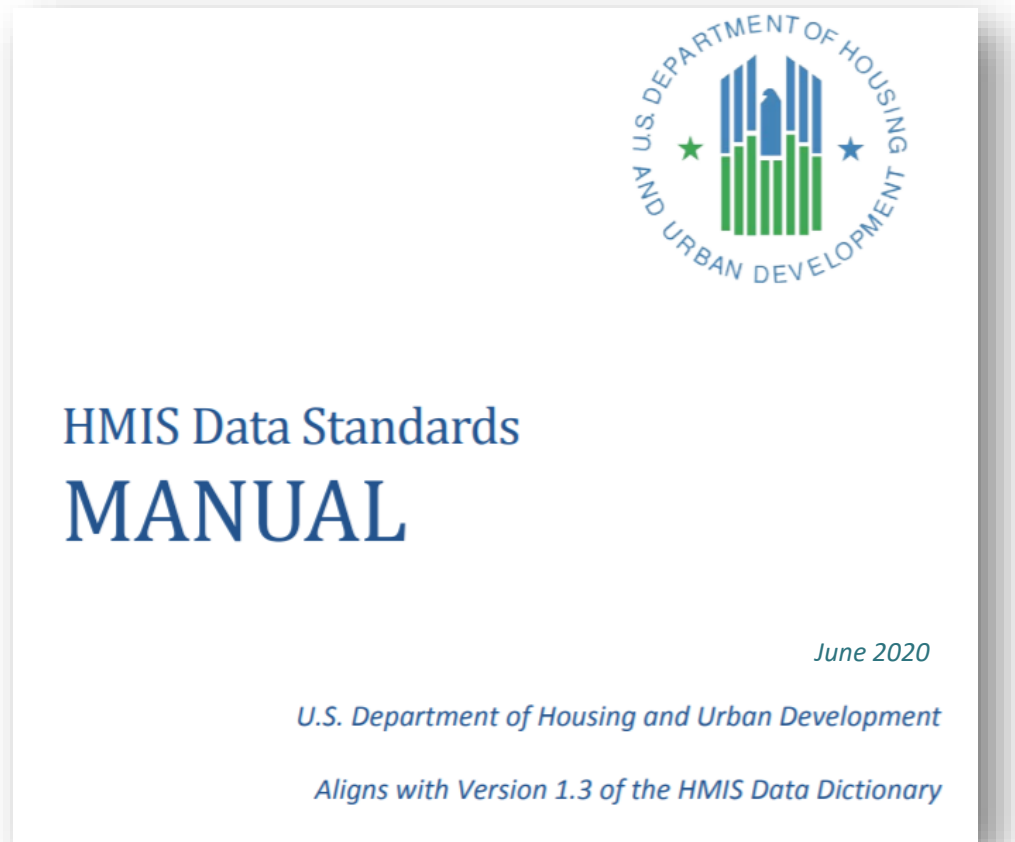 U.S. DEPARTMENT OF HOUSING
AND URBAN DEVELOPMENT
HMIS Data Standards
MANUAL
June 2020
U.S. Department of Housing and Urban Development
Aligns with Version 1.3 of the HMIS Data Dictionary